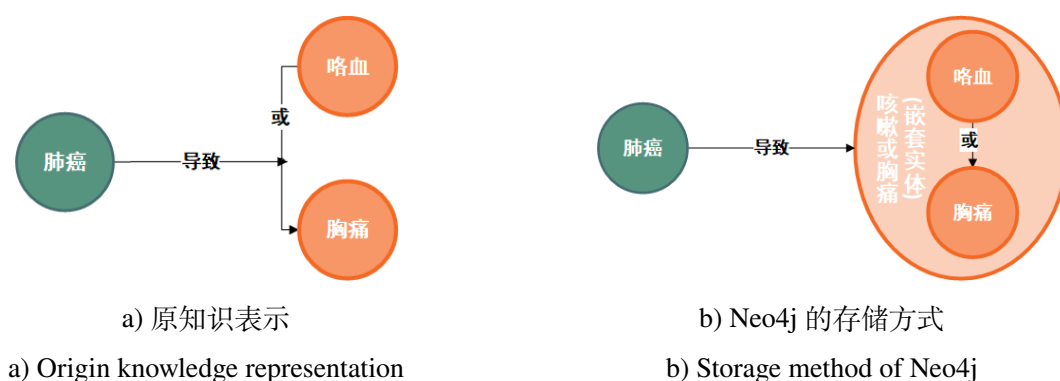 咯血
或
肺癌
导致
胸痛
a) 原知识表示
a) Origin knowledge representation
肺癌
导致
咳嗽或胸痛
(嵌套实体)
咯血
或
胸痛
b) Neo4j 的存储方式
b) Storage method of Neo4j